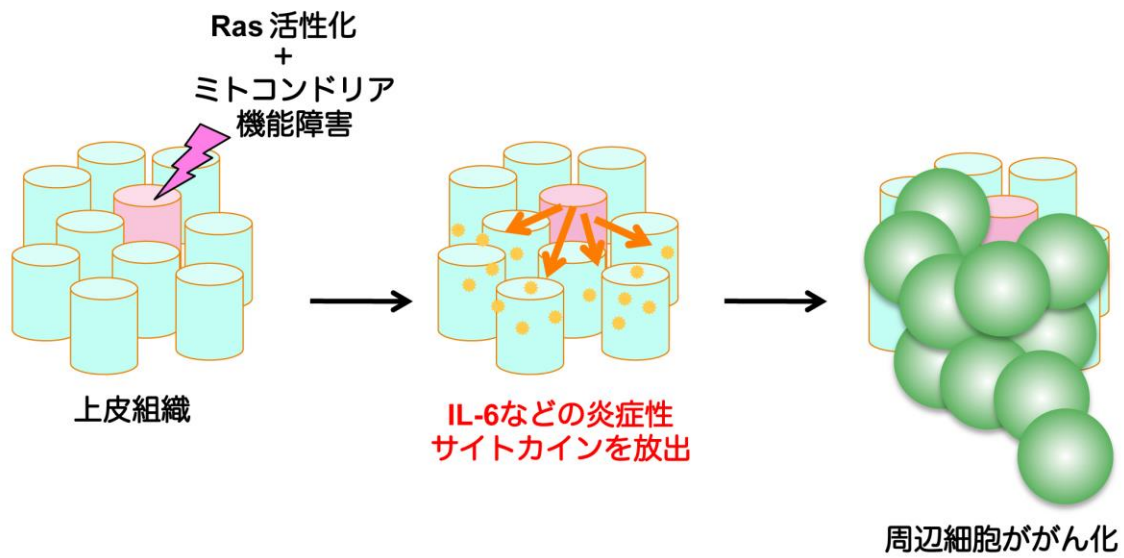 Ras 活性化
+
ミトコンドリア
機能障害
上皮組織
IL-6などの炎症性
サイトカインを放出
周辺細胞ががん化